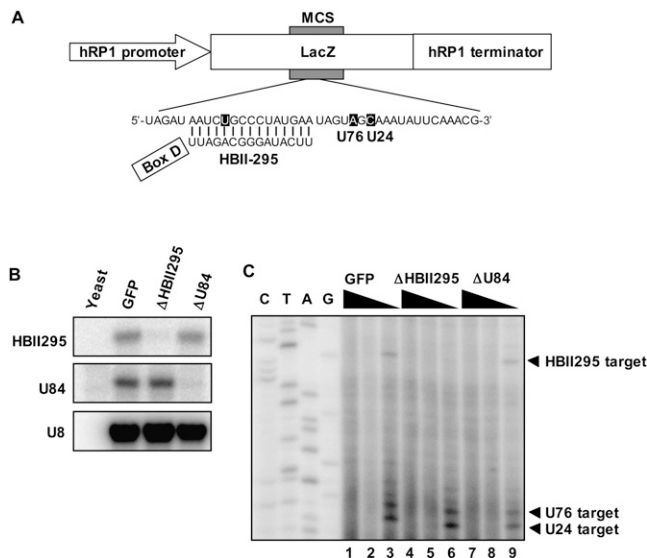 A
MCS
hRP1 promoter
LacZ
hRP1 terminator
5'-UAGAU AAUCUGCCCUAUGAA UAGUAGCAAAUAUUCAAACG-3'
UUAGACGGGAUACUU
U76 U24
Box D
HBII-295
B
Yeast
GFP
ΔHBII295
ΔU84
HBII295
U84
U8
C
GFP
ΔHBII295
ΔU84
C T A G
HBII295 target
U76 target
U24 target
1 2 3 4 5 6 7 8 9